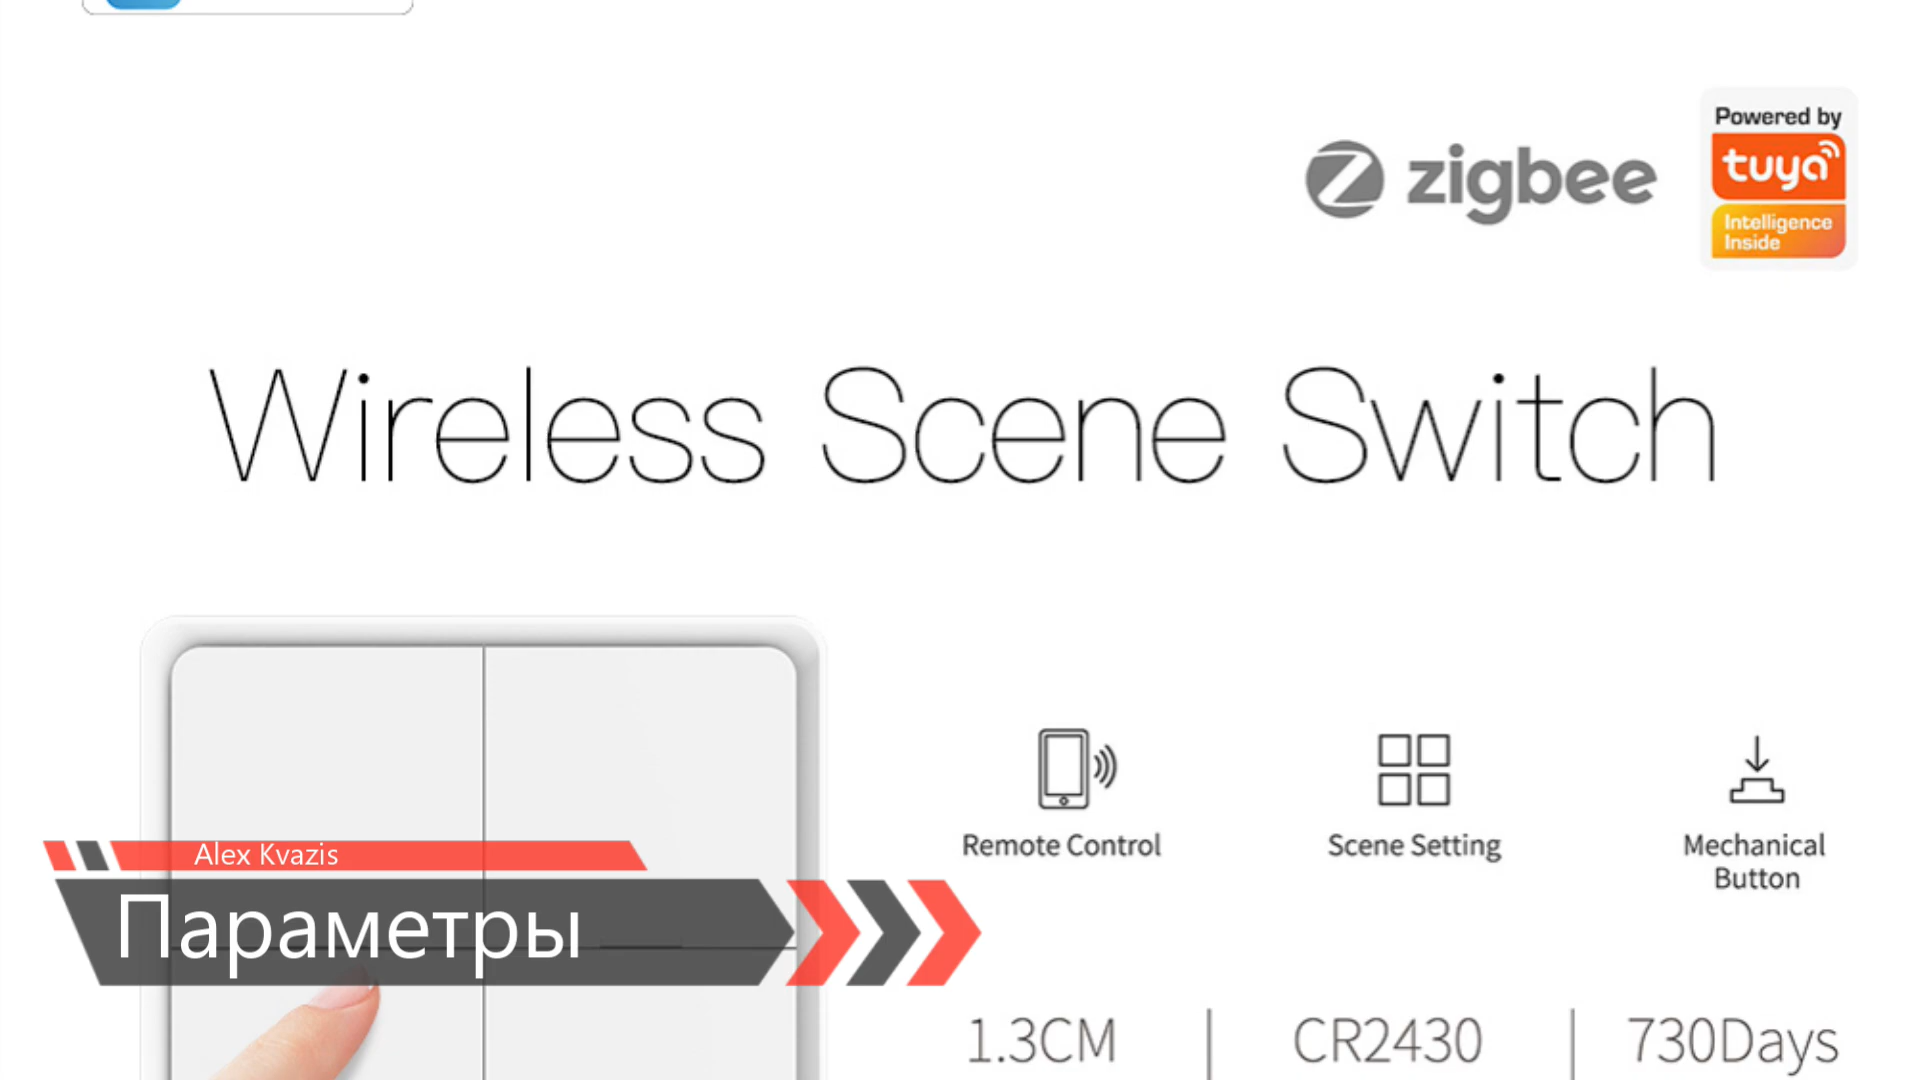 Powered by
tuya
Intelligence
Inside
zigbee
Wireless Scene Switch
Remote Control
Scene Setting
Mechanical
Button
Alex Kvazis
Параметры
1.3CM
CR2430
730Days